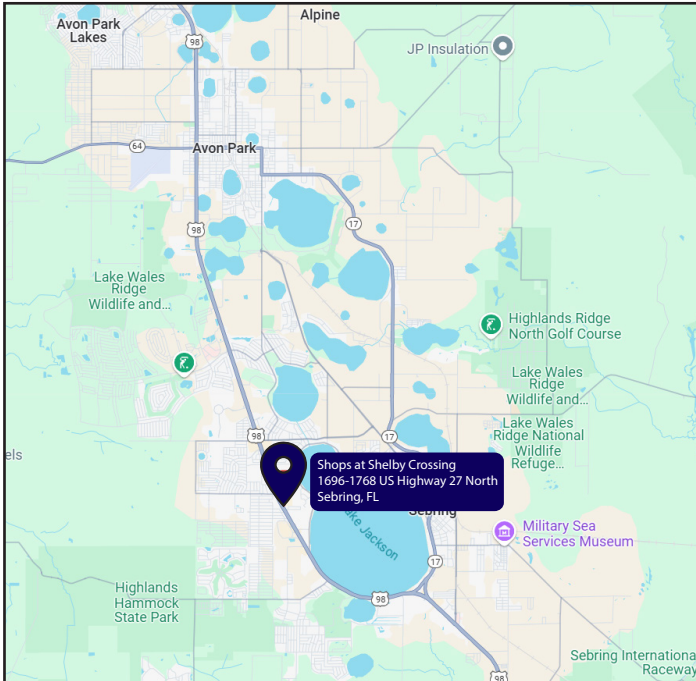 Alpine
Avon Park
Lakes
98
JP Insulation
64
Avon Park
17
98
Lake Wales
Ridge
Wildlife and...
Highlands Ridge
North Golf Course
Lake Wales
Ridge
Wildlife and...
Lake Wales
Ridge National
Wildlife
Refuge...
98
17
els
Shops at Shelby Crossing
1696-1768 US Highway 27 North
Sebring, FL
Sebring
ke Jackson
Military Sea
Services Museum
17
Highlands
Hammock
State Park
98
Sebring Internationa
Raceway
98